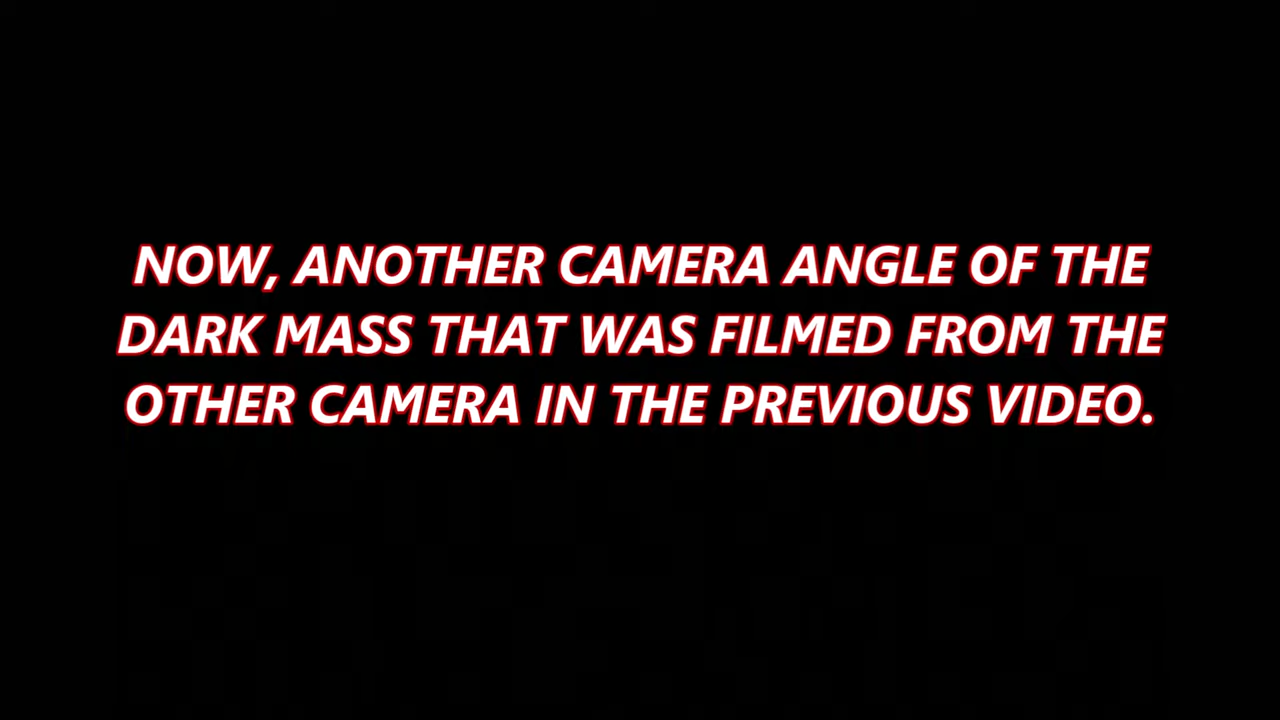 NOW, ANOTHER CAMERA ANGLE OF THE
DARK MASS THAT WAS FILMED FROM THE
OTHER CAMERA IN THE PREVIOUS VIDEO.